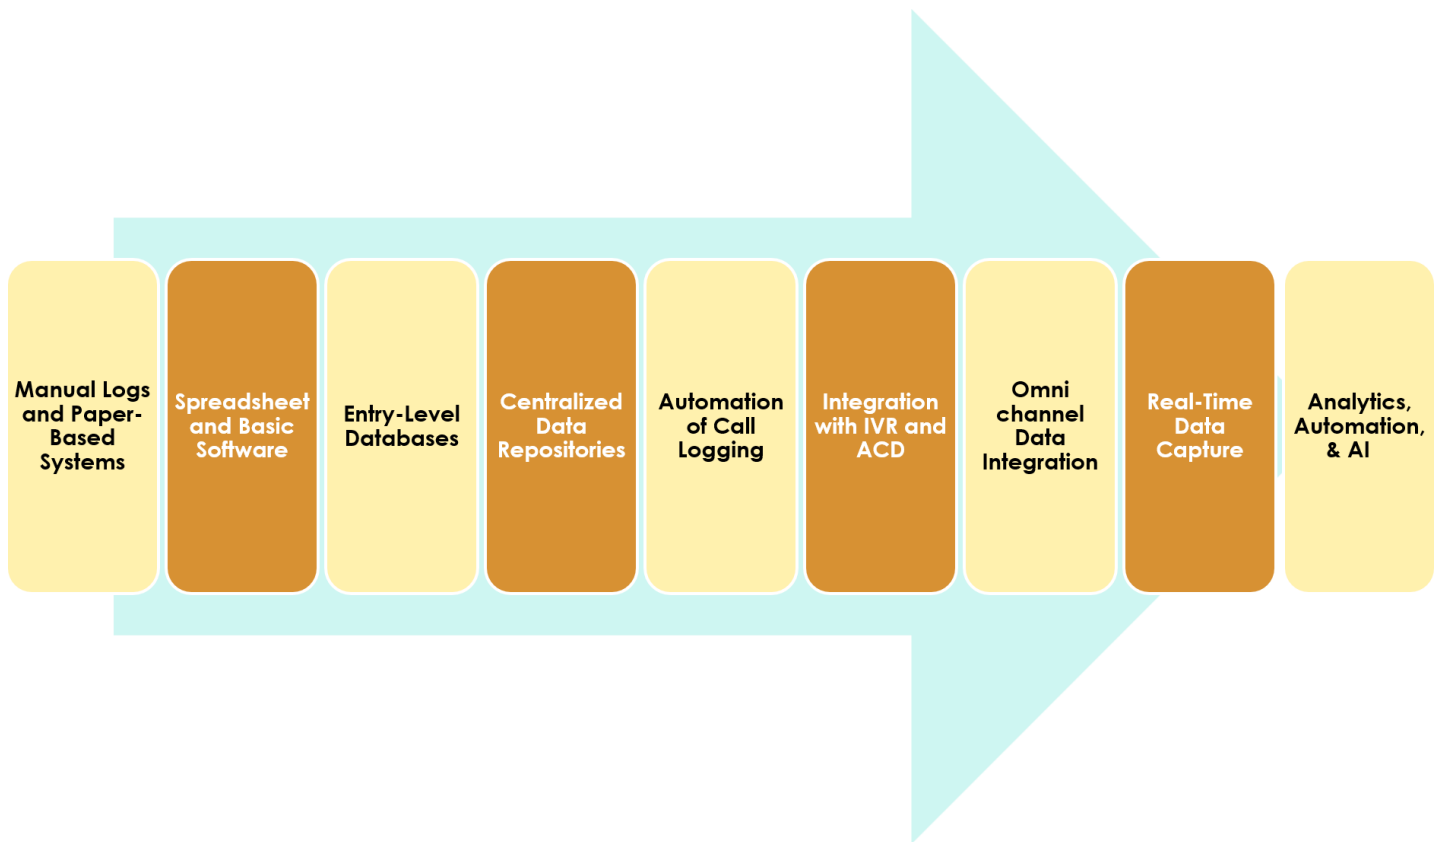 Manual Logs
and Paper-
Based
Systems
Spreadsheet
and Basic
Software
Entry-Level
Databases
Centralized
Data
Repositories
Automation
of Call
Logging
Integration
with IVR and
ACD
Omni
channel
Data
Integration
Real-Time
Data
Capture
Analytics,
Automation,
& AI